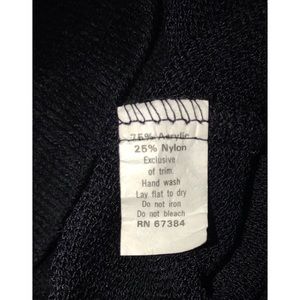 75% Acrylic
25% Nylon
Exclusive
of trim.
Hand wash
Lay flat to dry
Do not iron
Do not bleach
RN 67384